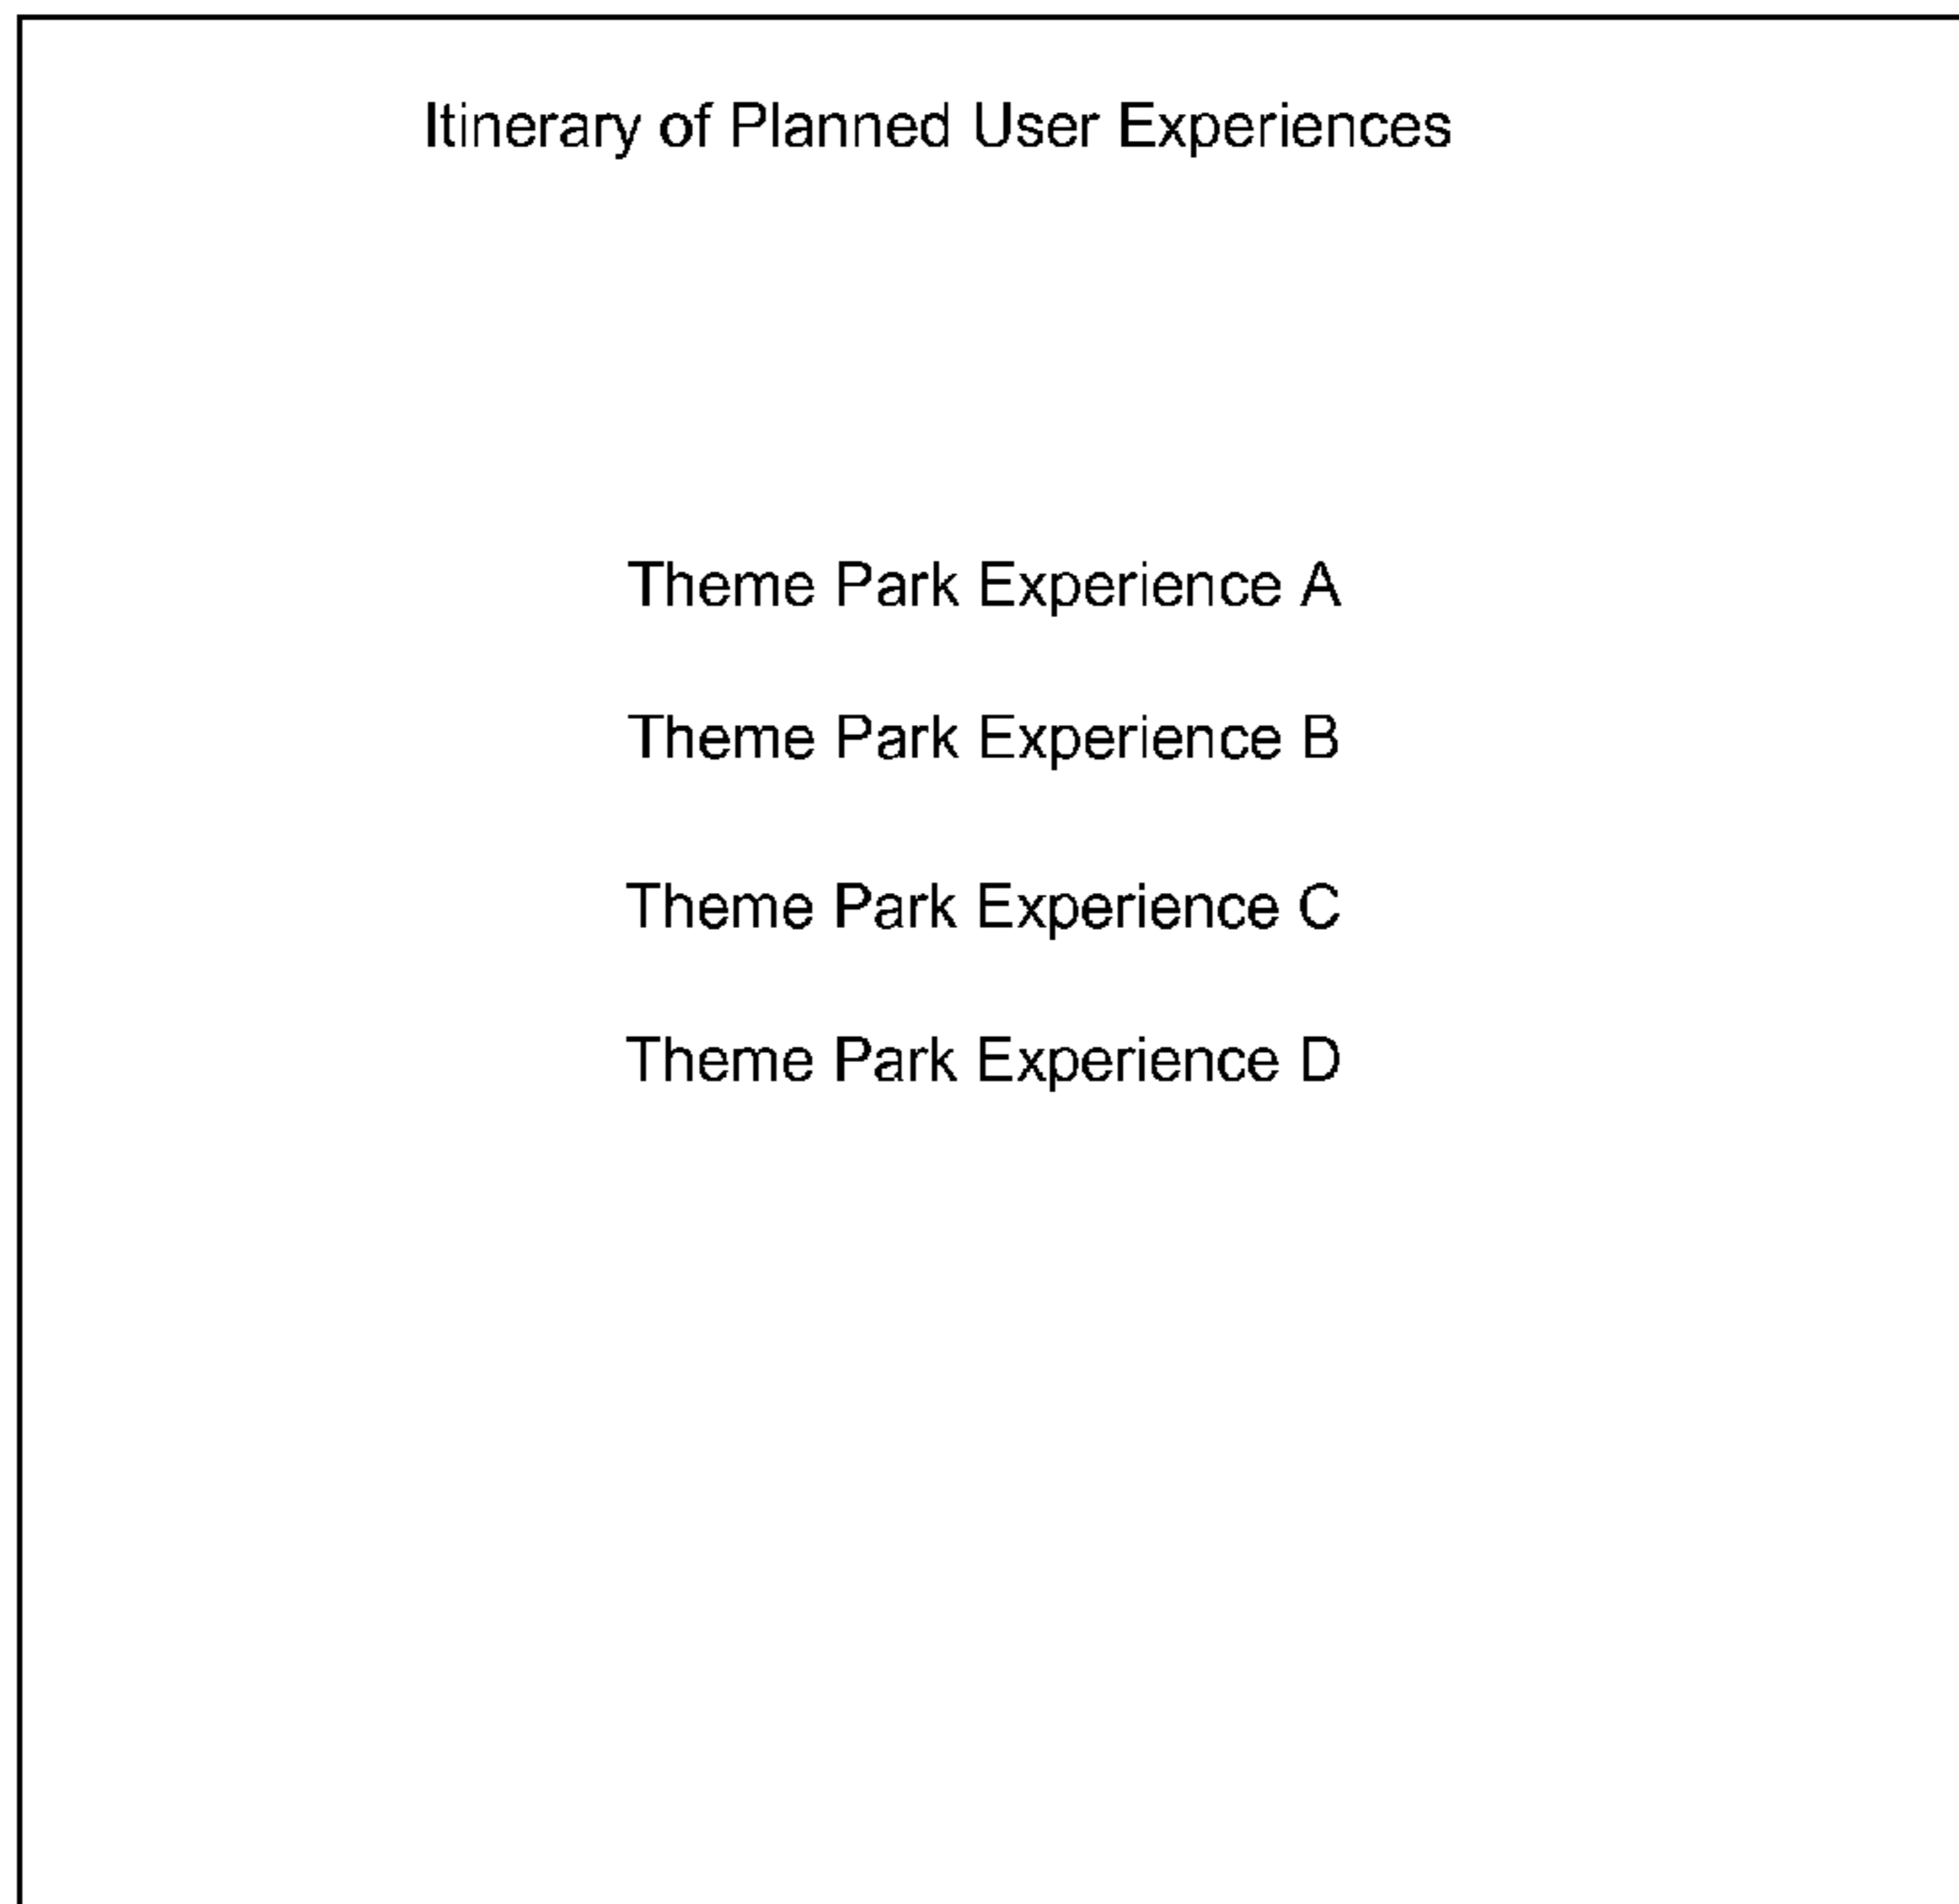 Itinerary of Planned User Experiences
Theme Park Experience A
Theme Park Experience B
Theme Park Experience C
Theme Park Experience D